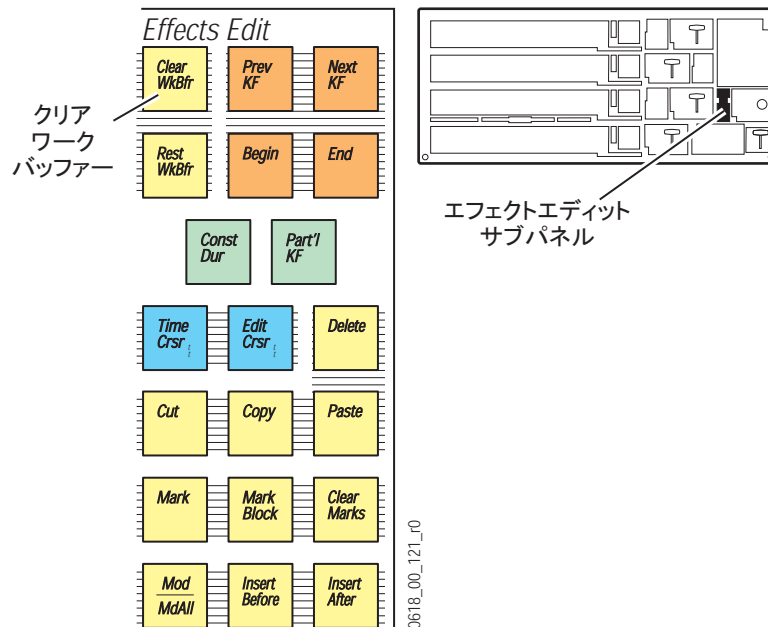 Effects Edit
Clear
WkBfr
Prev
KF
Next
KF
クリア
ワーク
バッファー
Rest
WkBfr
Begin
End
Const
Dur
Part'l
KF
Time
Crsr
Edit
Crsr
Delete
Cut
Copy
Paste
Mark
Mark
Block
Clear
Marks
Mod
MdAll
Insert
Before
Insert
After
エフェクトエディット
サブパネル
0618_00_121_r0